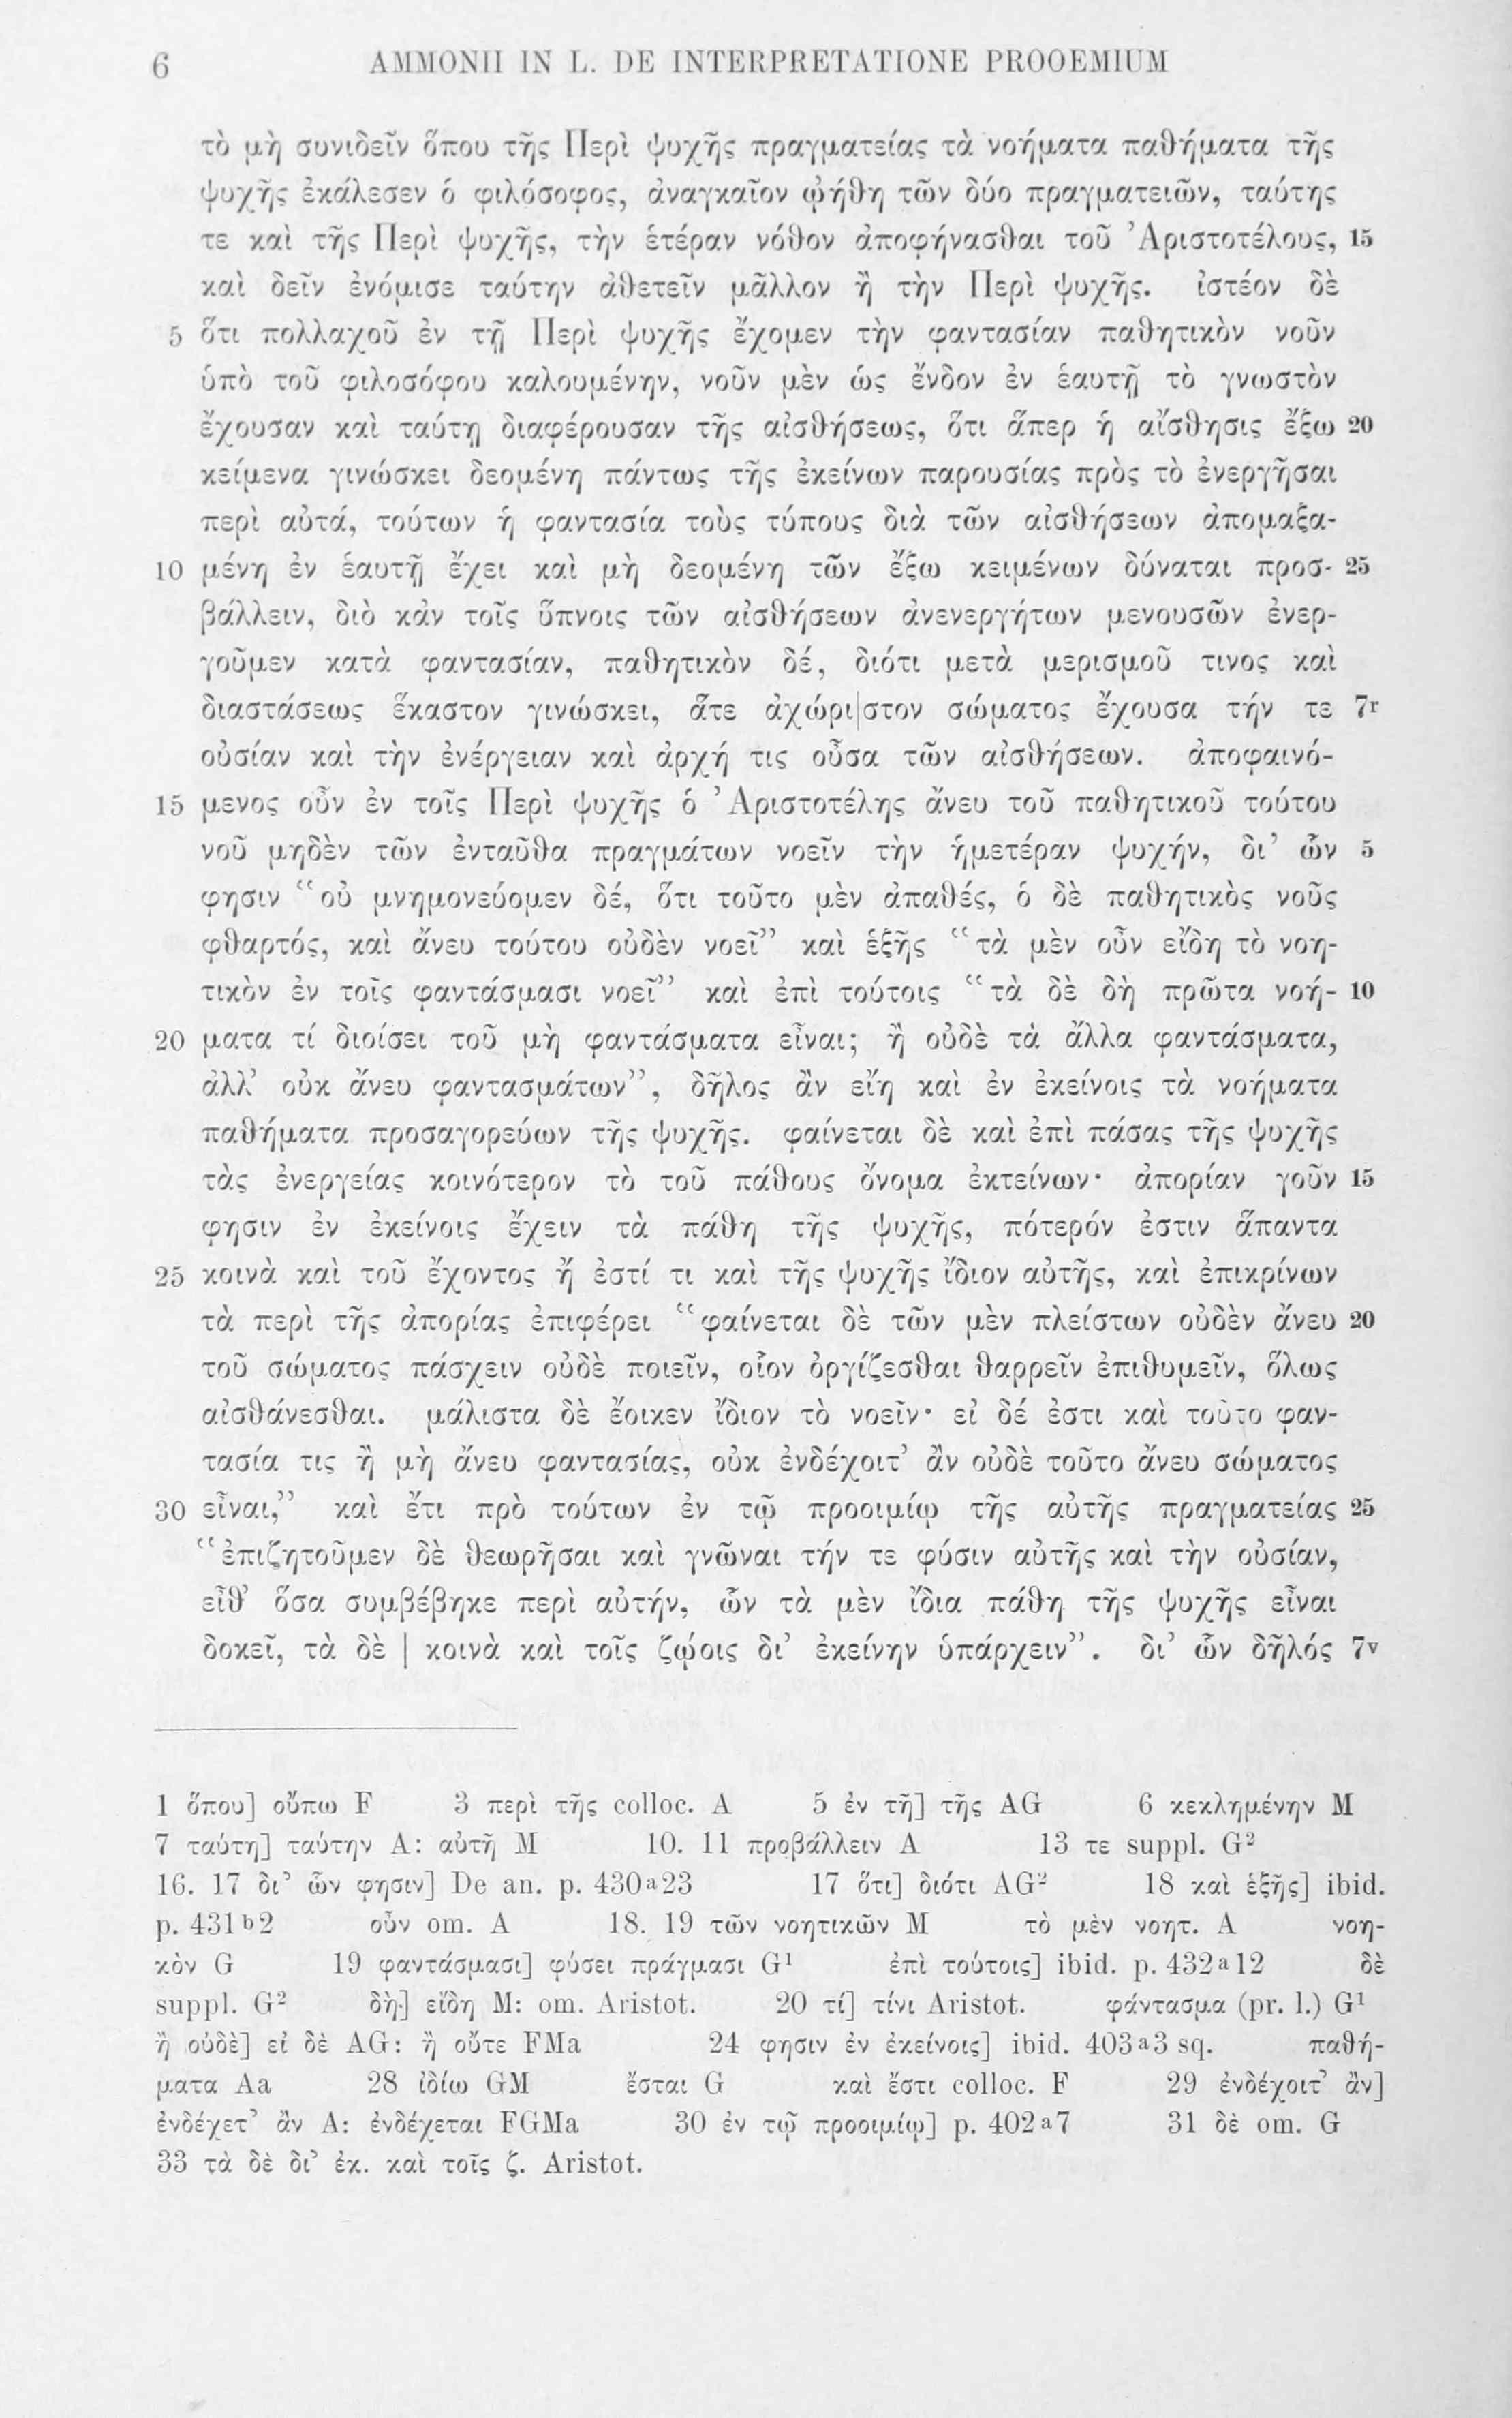 6 AMMONII IN L. DE INTERPRETATIONE PROOEMIUM
τὸ μὴ συνιδεῖν ὅπου τῆς Περὶ ψυχῆς πραγματείας τὰ νοήματα παθήματα τῆς
ψυχῆς ἐκάλεσεν ὁ φιλόσοφος, ἀναγκαῖον ᾠήθη τῶν δύο πραγματειῶν, ταύτης
τε καὶ τῆς Περὶ ψυχῆς, τὴν ἑτέραν νόθον ἀποφήνασθαι τοῦ Ἀριστοτέλους, 15
καὶ δεῖν ἐνόμισε ταύτην ἀθετεῖν μᾶλλον ἢ τὴν Περὶ ψυχῆς. ἰστέον δὲ
5 ὅτι πολλαχοῦ ἐν τῇ Περὶ ψυχῆς ἔχομεν τὴν φαντασίαν παθητικὸν νοῦν
ὑπὸ τοῦ φιλοσόφου καλουμένην, νοῦν μὲν ὡς ἔνδον ἐν ἑαυτῇ τὸ γνωστὸν
ἔχουσαν καὶ ταύτῃ διαφέρουσαν τῆς αἰσθήσεως, ὅτι ἅπερ ἡ αἴσθησις ἔξω 20
κείμενα γινώσκει δεομένη πάντως τῆς ἐκείνων παρουσίας πρὸς τὸ ἐνεργῆσαι
περὶ αὐτά, τούτων ἡ φαντασία τοὺς τύπους διὰ τῶν αἰσθήσεων ἀπομαξα-
10 μένη ἐν ἑαυτῇ ἔχει καὶ μὴ δεομένη τῶν ἔξω κειμένων δύναται προσ- 25
βάλλειν, διὸ κἀν τοῖς ὕπνοις τῶν αἰσθήσεων ἀνενεργήτων μενουσῶν ἐνερ-
γοῦμεν κατὰ φαντασίαν, παθητικὸν δέ, διότι μετὰ μερισμοῦ τινος καὶ
διαστάσεως ἕκαστον γινώσκει, ἅτε ἀχώρι|στον σώματος ἔχουσα τήν τε 7r
οὐσίαν καὶ τὴν ἐνέργειαν καὶ ἀρχή τις οὖσα τῶν αἰσθήσεων. ἀποφαινό-
15 μενος οὖν ἐν τοῖς Περὶ ψυχῆς ὁ Ἀριστοτέλης ἄνευ τοῦ παθητικοῦ τούτου
νοῦ μηδὲν τῶν ἐνταῦθα πραγμάτων νοεῖν τὴν ἡμετέραν ψυχήν, δι’ ὧν 5
φησιν “οὐ μνημονεύομεν δέ, ὅτι τοῦτο μὲν ἀπαθές, ὁ δὲ παθητικὸς νοῦς
φθαρτός, καὶ ἄνευ τούτου οὐδὲν νοεῖ” καὶ ἑξῆς “τὰ μὲν οὖν εἴδη τὸ νοη-
τικὸν ἐν τοῖς φαντάσμασι νοεῖ” καὶ ἐπὶ τούτοις “τὰ δὲ δὴ πρῶτα νοή- 10
20 ματα τί διοίσει τοῦ μὴ φαντάσματα εἶναι; ἢ οὐδὲ τὰ ἄλλα φαντάσματα,
ἀλλ’ οὐκ ἄνευ φαντασμάτων”, δῆλος ἂν εἴη καὶ ἐν ἐκείνοις τὰ νοήματα
παθήματα προσαγορεύων τῆς ψυχῆς. φαίνεται δὲ καὶ ἐπὶ πάσας τῆς ψυχῆς
τὰς ἐνεργείας κοινότερον τὸ τοῦ πάθους ὄνομα ἐκτείνων· ἀπορίαν γοῦν 15
φησιν ἐν ἐκείνοις ἔχειν τὰ πάθη τῆς ψυχῆς, πότερόν ἐστιν ἅπαντα
25 κοινὰ καὶ τοῦ ἔχοντος ἤ ἐστί τι καὶ τῆς ψυχῆς ἴδιον αὐτῆς, καὶ ἐπικρίνων
τὰ περὶ τῆς ἀπορίας ἐπιφέρει “φαίνεται δὲ τῶν μὲν πλείστων οὐδὲν ἄνευ 20
τοῦ σώματος πάσχειν οὐδὲ ποιεῖν, οἷον ὀργίζεσθαι θαρρεῖν ἐπιθυμεῖν, ὅλως
αἰσθάνεσθαι. μάλιστα δὲ ἔοικεν ἴδιον τὸ νοεῖν· εἰ δέ ἐστι καὶ τοῦτο φαν-
τασία τις ἢ μὴ ἄνευ φαντασίας, οὐκ ἐνδέχοιτ’ ἂν οὐδὲ τοῦτο ἄνευ σώματος
30 εἶναι,” καὶ ἔτι πρὸ τούτων ἐν τῷ προοιμίῳ τῆς αὐτῆς πραγματείας 25
“ἐπιζητοῦμεν δὲ θεωρῆσαι καὶ γνῶναι τήν τε φύσιν αὐτῆς καὶ τὴν οὐσίαν,
εἶθ’ ὅσα συμβέβηκε περὶ αὐτήν, ὧν τὰ μὲν ἴδια πάθη τῆς ψυχῆς εἶναι
δοκεῖ, τὰ δὲ | κοινὰ καὶ τοῖς ζῴοις δι’ ἐκείνην ὑπάρχειν”. δι’ ὧν δῆλός 7v
1 ὅπου] οὔπω F 3 περὶ τῆς colloc. A 5 ἐν τῇ] τῆς AG 6 κεκλημένην M
7 ταύτῃ] ταύτην A: αὐτῇ M 10. 11 προβάλλειν A 13 τε suppl. G²
16. 17 δι’ ὧν φησιν] De an. p. 430a23 17 ὅτι] διότι AG² 18 καὶ ἑξῆς] ibid.
p. 431b2 οὖν om. A 18. 19 τῶν νοητικῶν M τὸ μὲν νοητ. A νοη-
κὸν G 19 φαντάσμασι] φύσει πράγμασι G¹ ἐπὶ τούτοις] ibid. p. 432a12 δὲ
suppl. G² δὴ] εἴδη M: om. Aristot. 20 τί] τίνι Aristot. φάντασμα (pr. l.) G¹
ἢ οὐδὲ] εἰ δὲ AG: ἢ οὔτε FMa 24 φησιν ἐν ἐκείνοις] ibid. 403a3 sq. παθή-
ματα Aa 28 ἰδίω GM ἔσται G καὶ ἔστι colloc. F 29 ἐνδέχοιτ’ ἂν]
ἐνδέχετ’ ἂν A: ἐνδέχεται FGMa 30 ἐν τῷ προοιμίῳ] p. 402a7 31 δὲ om. G
33 τὰ δὲ δι’ ἐκ. καὶ τοῖς ζ. Aristot.